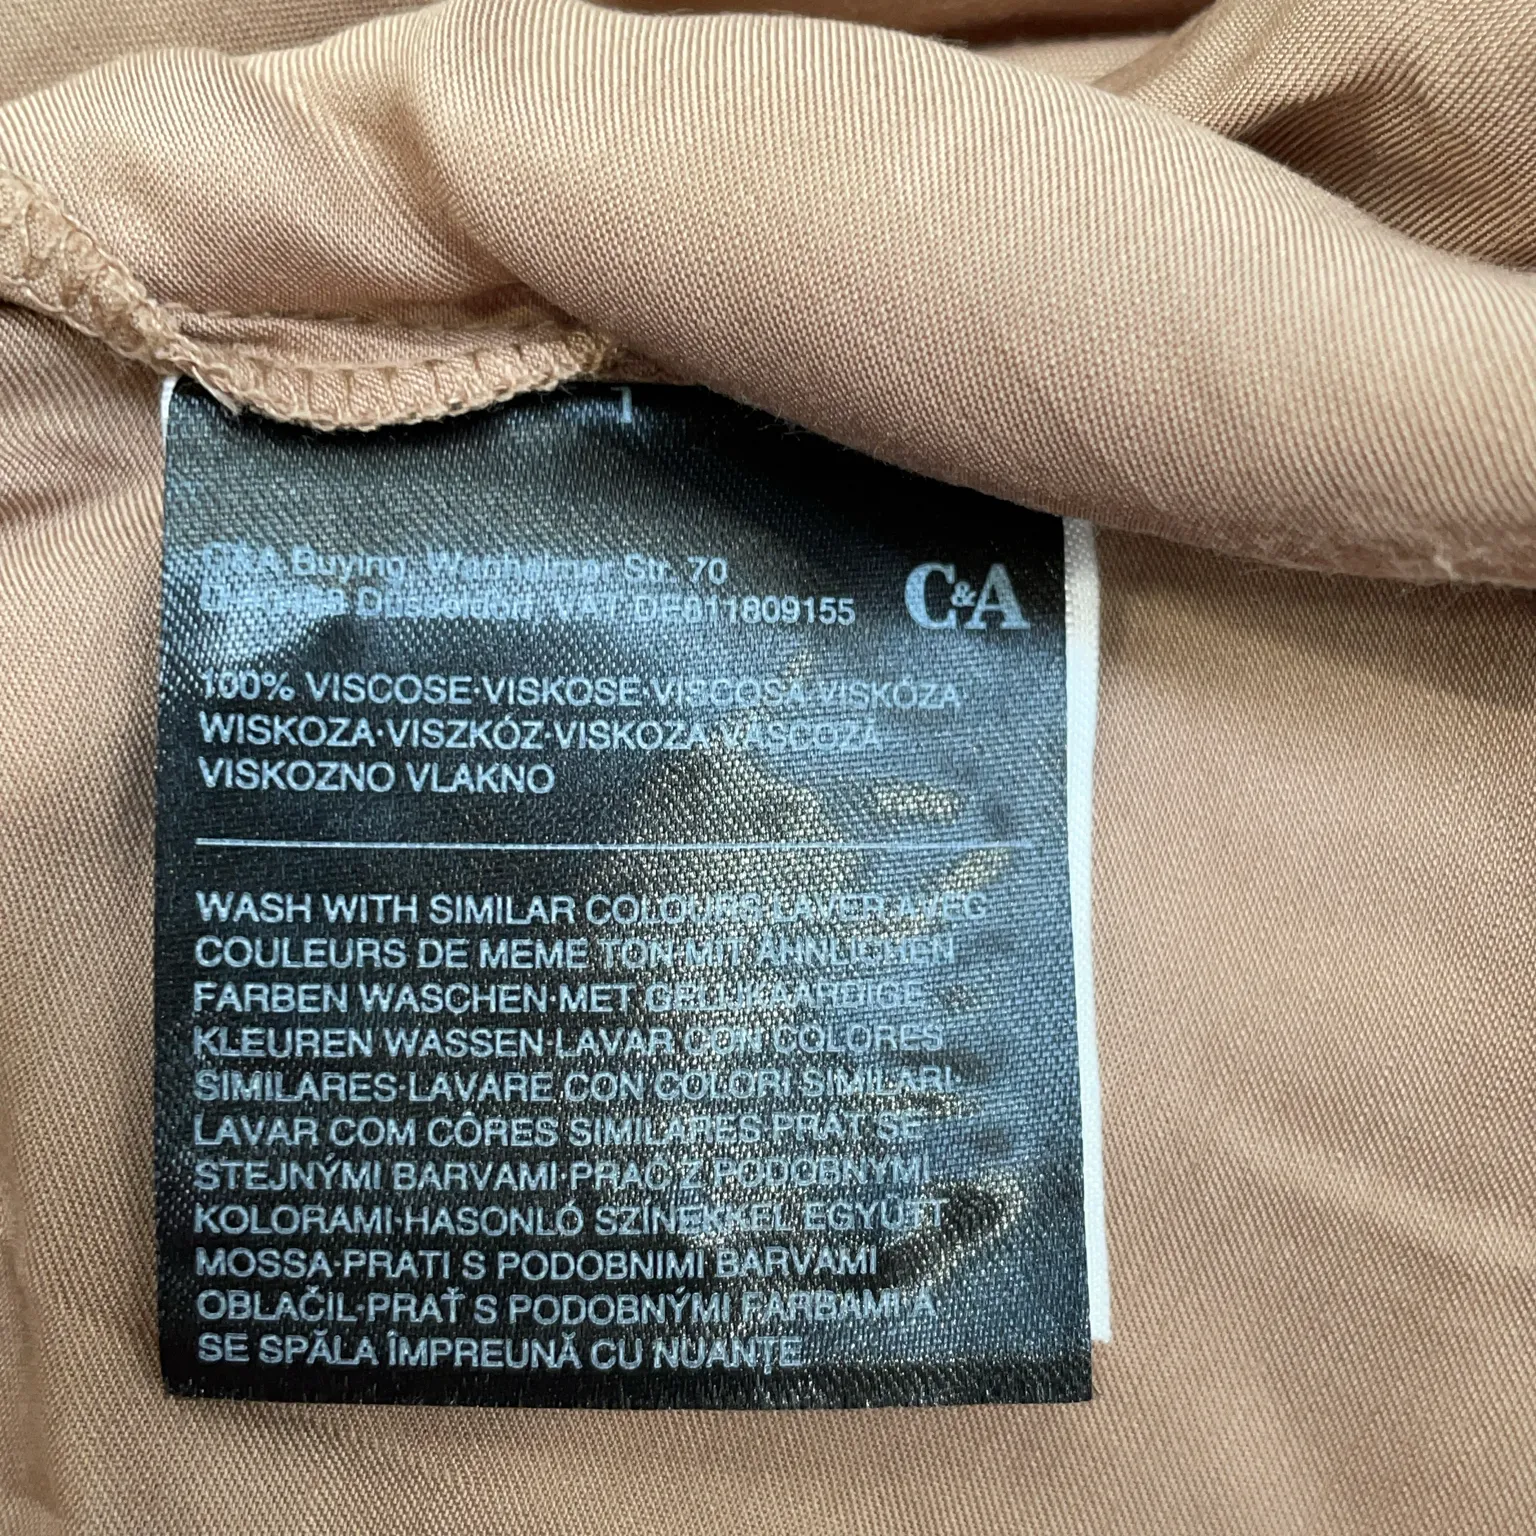 C&A Buying, Wanheimer Str. 70
Düsseldorf, VAT DE811809155
C&A
100% VISCOSE·VISKOSE·VISCOSA·VISKÓZA
WISKOZA·VISZKÓZ·VISKOZA·VÂSCOZĂ
VISKOZNO VLAKNO
WASH WITH SIMILAR COLOURS·LAVER AVEC
COULEURS DE MEME TON·MIT ÄHNLICHEN
FARBEN WASCHEN·MET GELIJKAARDIGE
KLEUREN WASSEN·LAVAR CON COLORES
SIMILARES·LAVARE CON COLORI SIMILARI·
LAVAR COM CÔRES SIMILARES·PRÁT SE
STEJNÝMI BARVAMI·PRAĆ Z PODOBNYMI
KOLORAMI·HASONLÓ SZÍNEKKEL EGYÜTT
MOSSA·PRATI S PODOBNIMI BARVAMI
OBLAČIL·PRAŤ S PODOBNÝMI FARBAMI·A
SE SPĂLA ÎMPREUNĂ CU NUANŢE